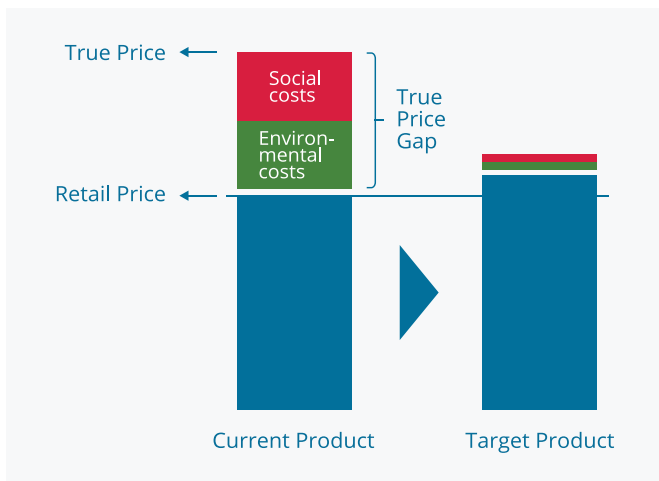 True Price
Social
costs
Environ-
mental
costs
True
Price
Gap
Retail Price
Current Product
Target Product